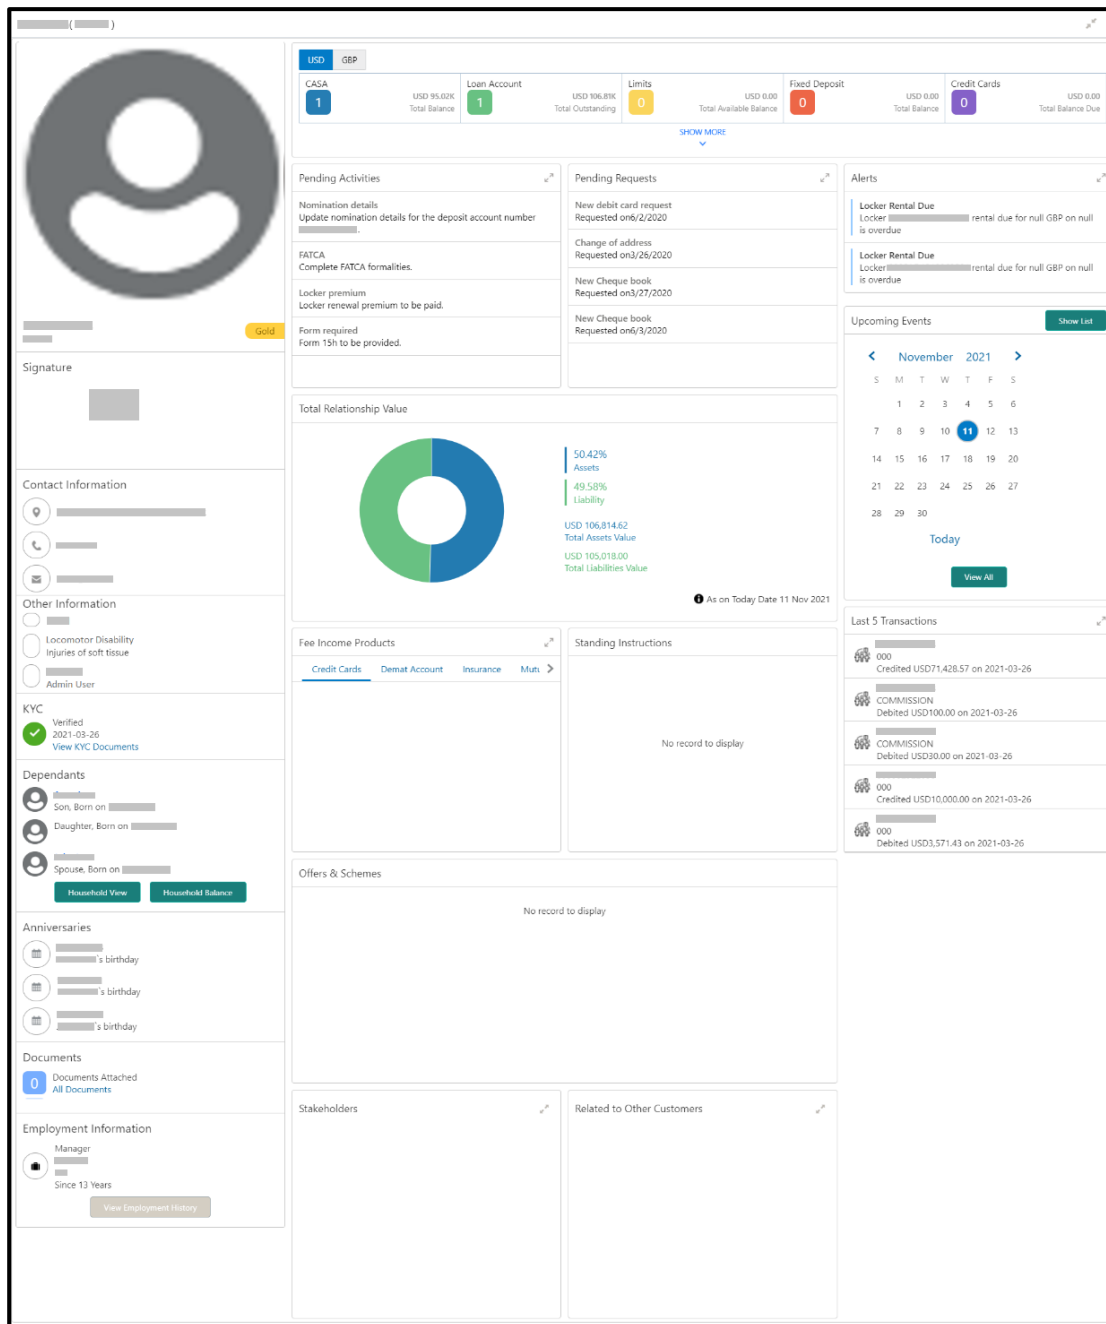 ( )
Gold
Signature
Contact Information
Other Information
Locomotor Disability
Injuries of soft tissue
Admin User
KYC
Verified
2021-03-26
View KYC Documents
Dependants
Son, Born on
Daughter, Born on
Spouse, Born on
Household View Household Balance
Anniversaries
's birthday
's birthday
's birthday
Documents
0
Documents Attached
All Documents
Employment Information
Manager
Since 13 Years
View Employment History
USD GBP
CASA
1
USD 95.02K
Total Balance
Loan Account
1
USD 106.81K
Total Outstanding
Limits
0
USD 0.00
Total Available Balance
Fixed Deposit
0
USD 0.00
Total Balance
Credit Cards
0
USD 0.00
Total Balance Due
SHOW MORE
Pending Activities
Nomination details
Update nomination details for the deposit account number
.
FATCA
Complete FATCA formalities.
Locker premium
Locker renewal premium to be paid.
Form required
Form 15h to be provided.
Pending Requests
New debit card request
Requested on6/2/2020
Change of address
Requested on3/26/2020
New Cheque book
Requested on3/27/2020
New Cheque book
Requested on6/3/2020
Alerts
Locker Rental Due
Locker rental due for null GBP on null
is overdue
Locker Rental Due
Locker rental due for null GBP on null
is overdue
Upcoming Events Show List
November 2021
S M T W T F S
1 2 3 4 5 6
7 8 9 10 11 12 13
14 15 16 17 18 19 20
21 22 23 24 25 26 27
28 29 30
Today
View All
Total Relationship Value
50.42%
Assets
49.58%
Liability
USD 106,814.62
Total Assets Value
USD 105,018.00
Total Liabilities Value
As on Today Date 11 Nov 2021
Fee Income Products
Credit Cards Demat Account Insurance Mutu
Standing Instructions
No record to display
Last 5 Transactions
000
Credited USD71,428.57 on 2021-03-26
COMMISSION
Debited USD100.00 on 2021-03-26
COMMISSION
Debited USD30.00 on 2021-03-26
000
Credited USD10,000.00 on 2021-03-26
000
Debited USD3,571.43 on 2021-03-26
Offers & Schemes
No record to display
Stakeholders
Related to Other Customers